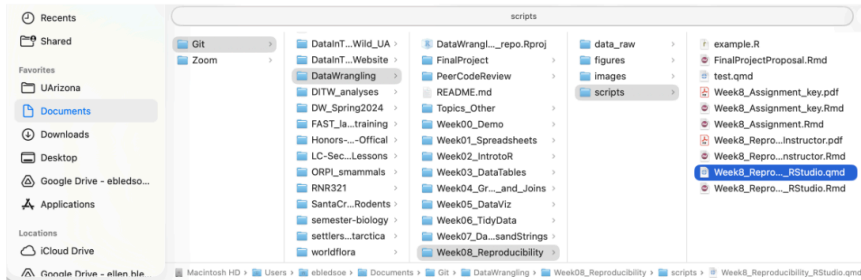 scripts
Recents
Shared
Favorites
UArizona
Documents
Downloads
Desktop
Google Drive - ebledso...
Applications
Locations
iCloud Drive
Google Drive - ellen.ble
Git
Zoom
DataInT...Wild_UA
DataInT...Website
DataWrangling
DITW_analyses
DW_Spring2024
FAST_la...training
Honors-...-Offical
LC-Sec...Lessons
ORPI_smammals
RNR321
SantaCr...Rodents
semester-biology
settlers...tarctica
worldflora
DataWrangl..._repo.Rproj
FinalProject
PeerCodeReview
README.md
Topics_Other
Week00_Demo
Week01_Spreadsheets
Week02_IntrotoR
Week03_DataTables
Week04_Gr..._and_Joins
Week05_DataViz
Week06_TidyData
Week07_Da...sandStrings
Week08_Reproducibility
data_raw
figures
images
scripts
example.R
FinalProjectProposal.Rmd
test.qmd
Week8_Assignment_key.pdf
Week8_Assignment_key.Rmd
Week8_Assignment.Rmd
Week8_Repro...Instructor.pdf
Week8_Repro...nstructor.Rmd
Week8_Repro..._RStudio.qmd
Week8_Repro..._RStudio.Rmd
Macintosh HD › Users › ebledsoe › Documents › Git › DataWrangling › Week08_Reproducibility › scripts › Week8_Reproducibility_RStudio.qmd